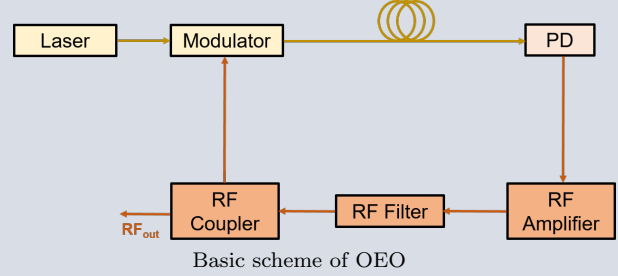 Laser
Modulator
PD
RF
Coupler
RF Filter
RF
Amplifier
RFout
Basic scheme of OEO